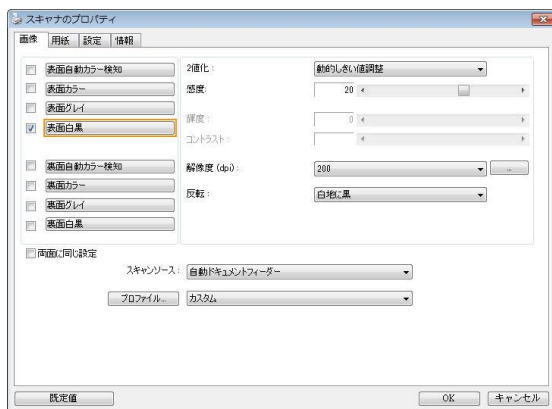 スキャナのプロパティ
画像 用紙 設定 情報
表面自動カラー検知
表面カラー
表面グレイ
表面白黒
裏面自動カラー検知
裏面カラー
裏面グレイ
裏面白黒
2値化: 動的しきい値調整
感度: 20
輝度: 0
コントラスト:
解像度(dpi): 200 ...
反転: 白地に黒
両面に同じ設定
スキャンソース: 自動ドキュメントフィーダー
プロファイル... カスタム
既定値 OK キャンセル